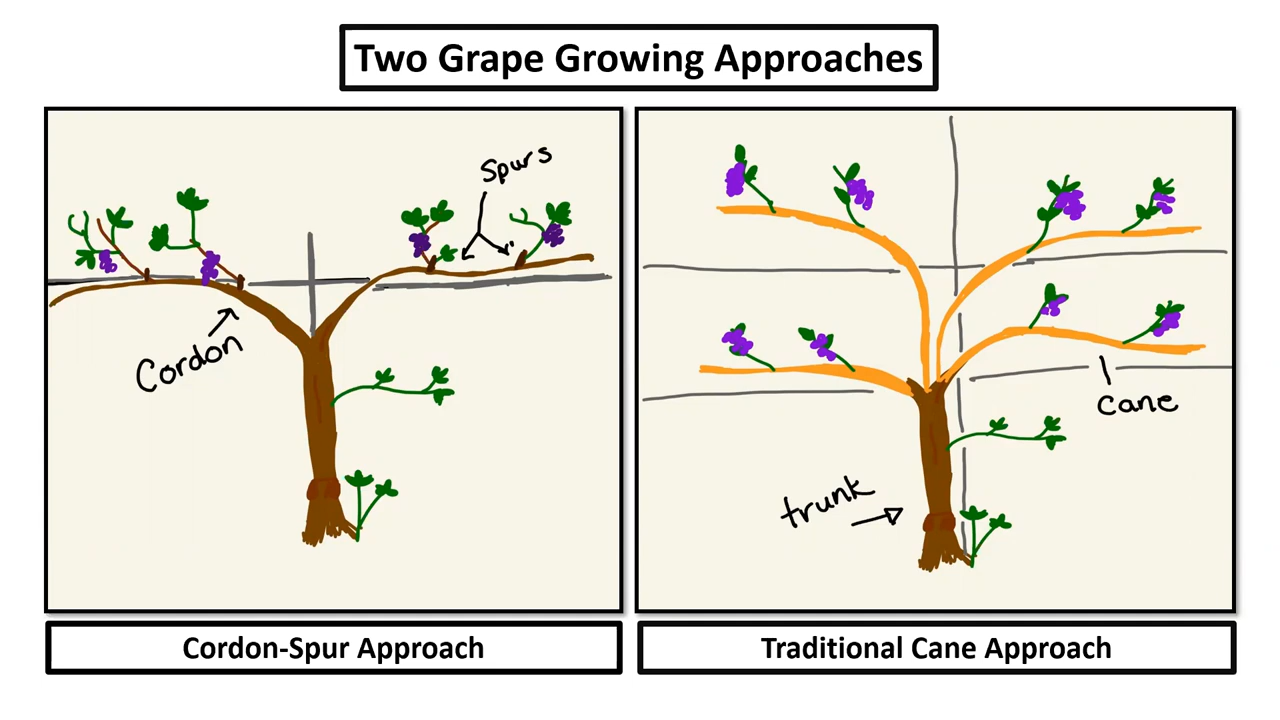 Two Grape Growing Approaches
Spurs
Cordon
Cane
trunk
Cordon-Spur Approach
Traditional Cane Approach